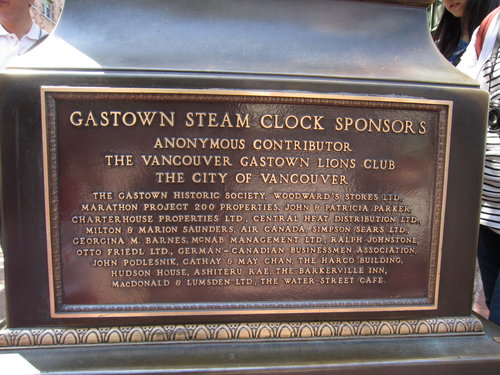 GASTOWN STEAM CLOCK SPONSORS
ANONYMOUS CONTRIBUTOR
THE VANCOUVER GASTOWN LIONS CLUB
THE CITY OF VANCOUVER
THE GASTOWN HISTORIC SOCIETY, WOODWARD'S STORES LTD.
MARATHON PROJECT 200 PROPERTIES, JOHN & PATRICIA PARKER,
CHARTERHOUSE PROPERTIES LTD., CENTRAL HEAT DISTRIBUTION LTD.
MILTON & MARION SAUNDERS, AIR CANADA, SIMPSON SEARS LTD.,
GEORGINA M. BARNES, MCNAB MANAGEMENT LTD., RALPH JOHNSTONE,
OTTO FRIEDL LTD., GERMAN-CANADIAN BUSINESSMEN ASSOCIATION,
JOHN PODLESNIK, CATHAY & MAY CHAN THE HARCO BUILDING,
HUDSON HOUSE, ASHITERU RAE, THE BARKERVILLE INN,
MACDONALD & LUMSDEN LTD., THE WATER STREET CAFE.